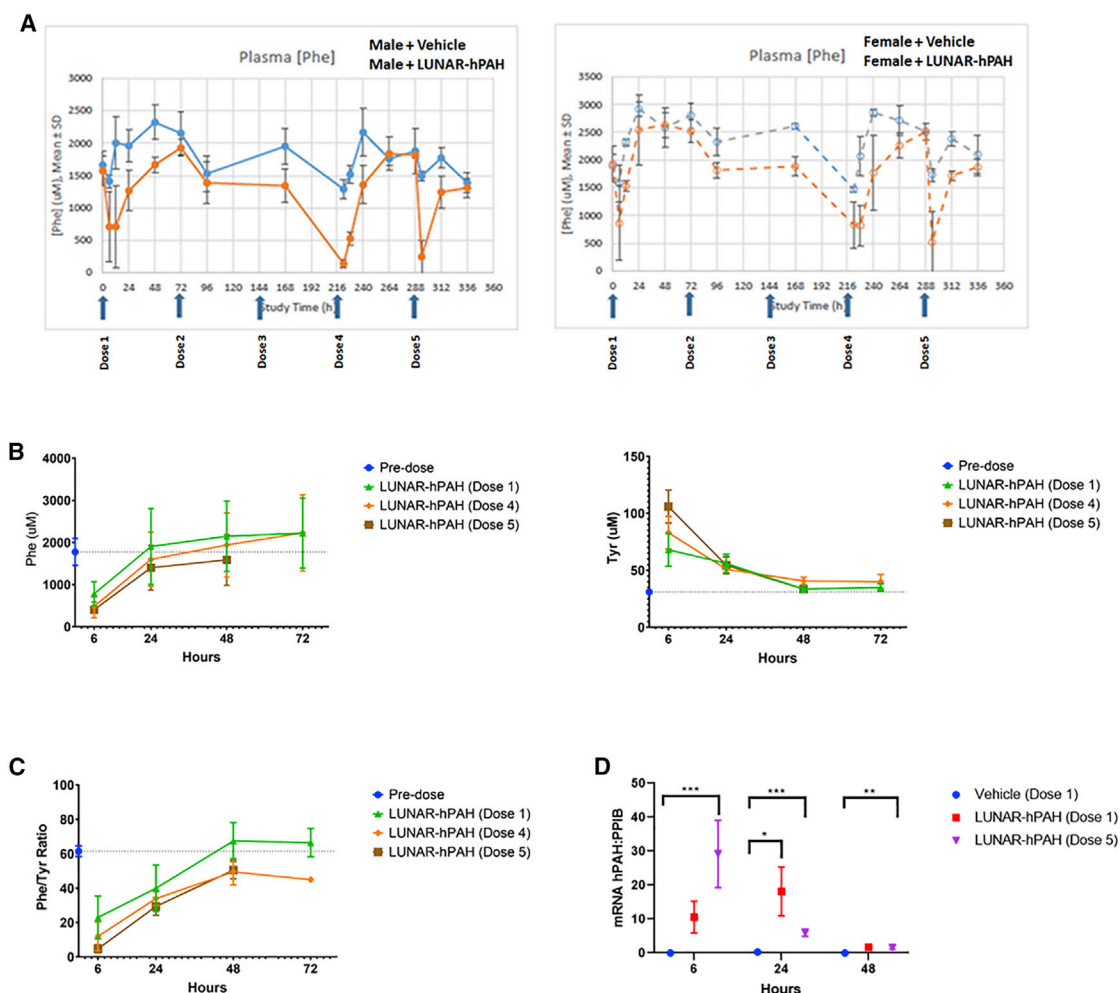 A
Plasma [Phe]
Male + Vehicle
Male + LUNAR-hPAH
[Phe] (uM), Mean ± SD
3000
2500
2000
1500
1000
500
0
0 24 48 72 96 120 144 168 192 216 240 264 288 312 336 360
Study Time (h)
Dose 1
Dose 2
Dose 3
Dose 4
Dose 5
Plasma [Phe]
Female + Vehicle
Female + LUNAR-hPAH
[Phe] (uM), Mean ± SD
3500
3000
2500
2000
1500
1000
500
0
0 24 48 72 96 120 144 168 192 216 240 264 288 312 336 360
Study Time (h)
Dose 1
Dose 2
Dose 3
Dose 4
Dose 5
B
Phe (uM)
4000
3000
2000
1000
0
6 24 48 72
Hours
Pre-dose
LUNAR-hPAH (Dose 1)
LUNAR-hPAH (Dose 4)
LUNAR-hPAH (Dose 5)
Tyr (uM)
150
100
50
0
6 24 48 72
Hours
Pre-dose
LUNAR-hPAH (Dose 1)
LUNAR-hPAH (Dose 4)
LUNAR-hPAH (Dose 5)
C
Phe/Tyr Ratio
100
80
60
40
20
0
6 24 48 72
Hours
Pre-dose
LUNAR-hPAH (Dose 1)
LUNAR-hPAH (Dose 4)
LUNAR-hPAH (Dose 5)
D
mRNA hPAH:PPIB
50
40
30
20
10
0
*** *** **
*
6 24 48
Hours
Vehicle (Dose 1)
LUNAR-hPAH (Dose 1)
LUNAR-hPAH (Dose 5)